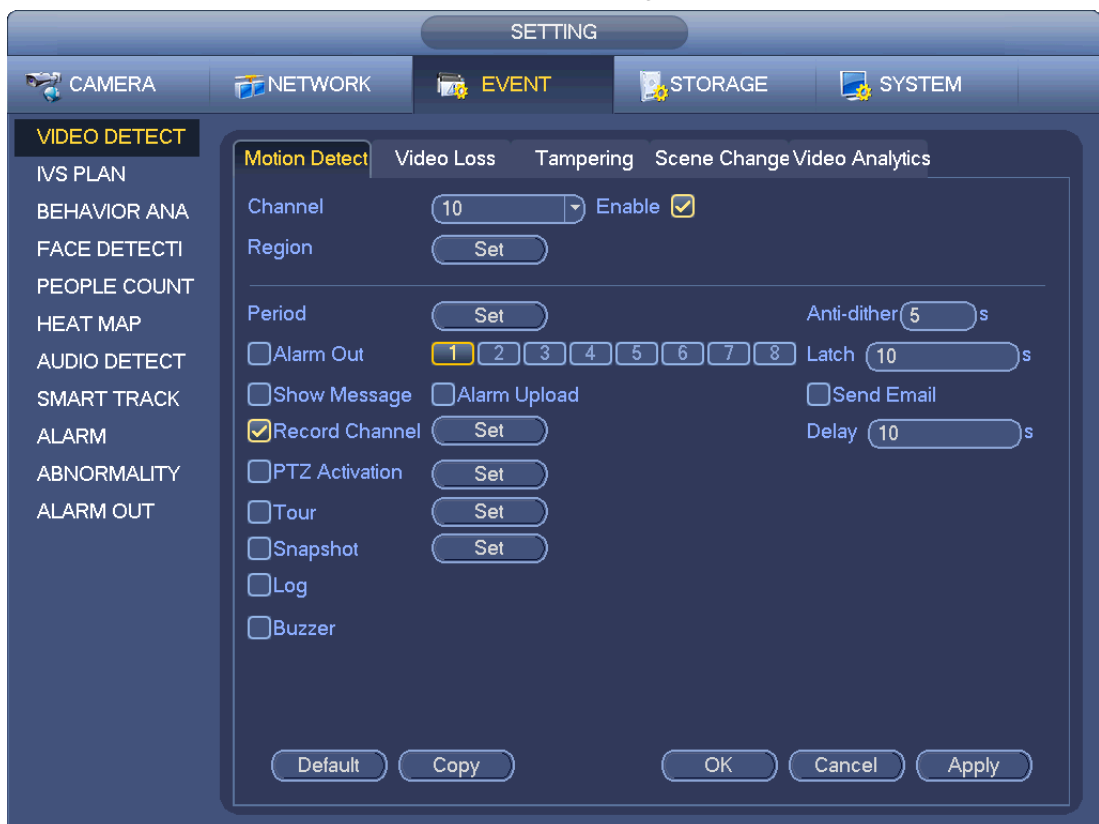 SETTING
CAMERA NETWORK EVENT STORAGE SYSTEM
VIDEO DETECT
IVS PLAN
BEHAVIOR ANA
FACE DETECTI
PEOPLE COUNT
HEAT MAP
AUDIO DETECT
SMART TRACK
ALARM
ABNORMALITY
ALARM OUT
Motion Detect Video Loss Tampering Scene Change Video Analytics
Channel 10 Enable
Region Set
Period Set Anti-dither 5 s
Alarm Out 1 2 3 4 5 6 7 8 Latch 10 s
Show Message Alarm Upload Send Email
Record Channel Set Delay 10 s
PTZ Activation Set
Tour Set
Snapshot Set
Log
Buzzer
Default Copy OK Cancel Apply